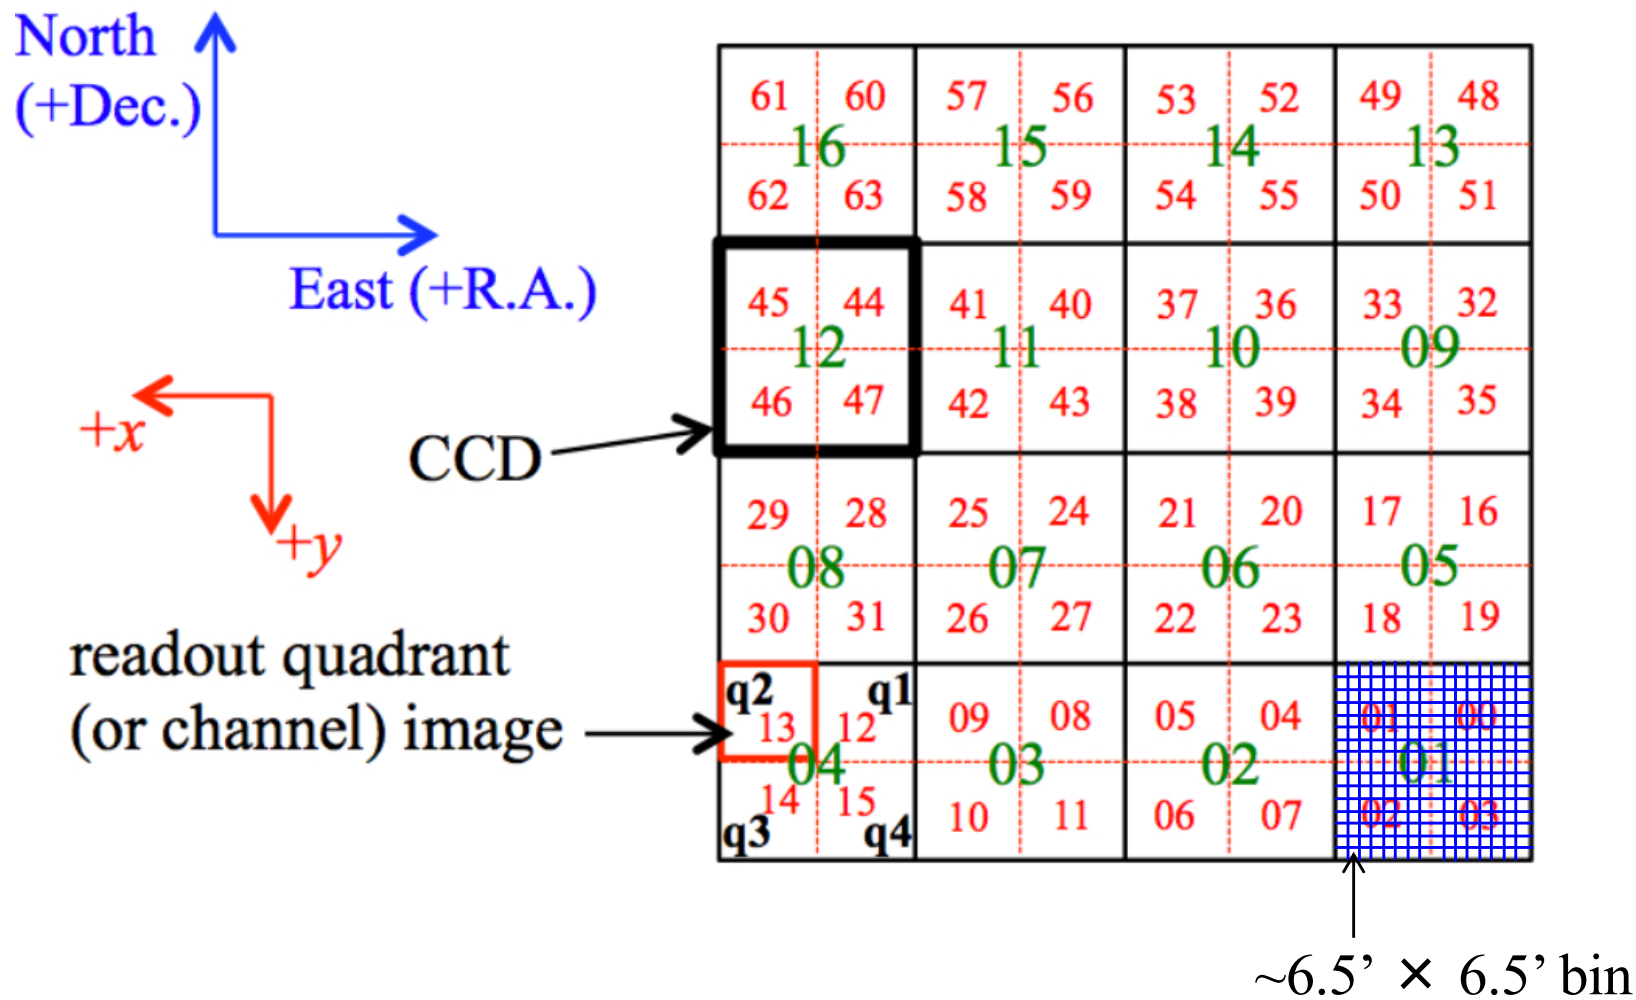 North
(+Dec.)
East (+R.A.)
+x
+y
CCD
readout quadrant
(or channel) image
61 60 57 56 53 52 49 48
16 15 14 13
62 63 58 59 54 55 50 51
45 44 41 40 37 36 33 32
12 11 10 09
46 47 42 43 38 39 34 35
29 28 25 24 21 20 17 16
08 07 06 05
30 31 26 27 22 23 18 19
q2 q1
13 12 09 08 05 04 01 00
04 03 02 01
14 15 10 11 06 07 02 03
q3 q4
~6.5’ × 6.5’ bin